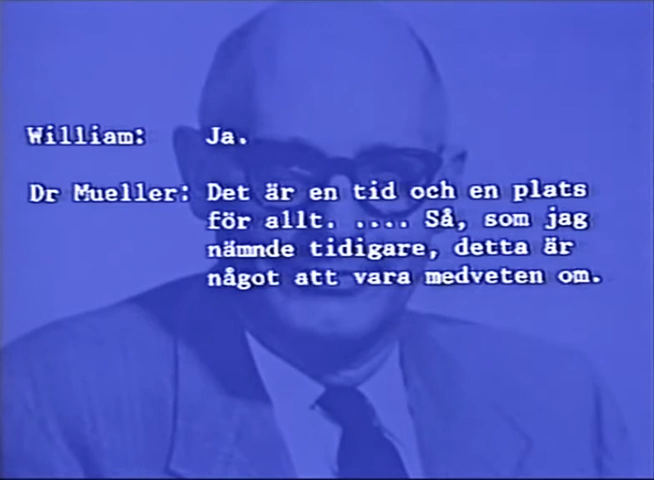 William: Ja.
Dr Mueller: Det är en tid och en plats
för allt. .... Så, som jag
nämnde tidigare, detta är
något att vara medveten om.